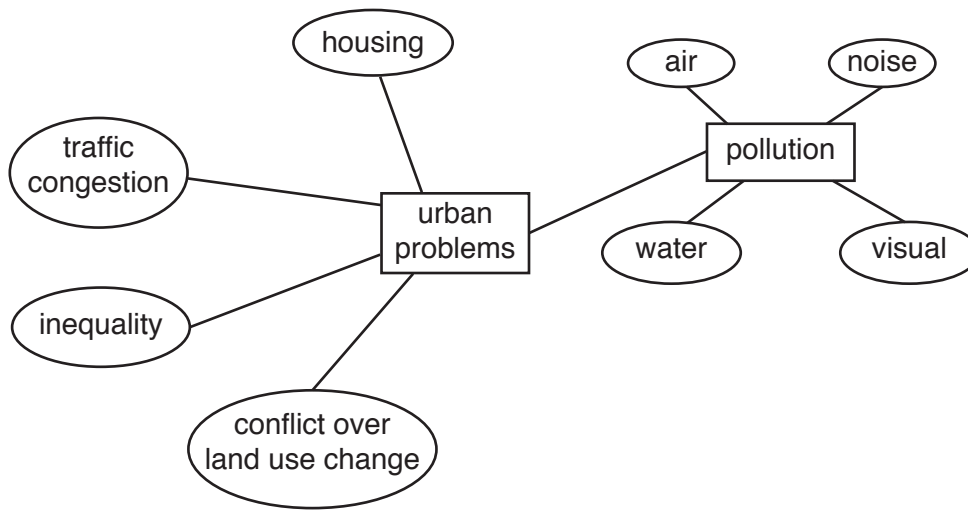 housing
air
noise
traffic
congestion
pollution
urban
problems
water
visual
inequality
conflict over
land use change